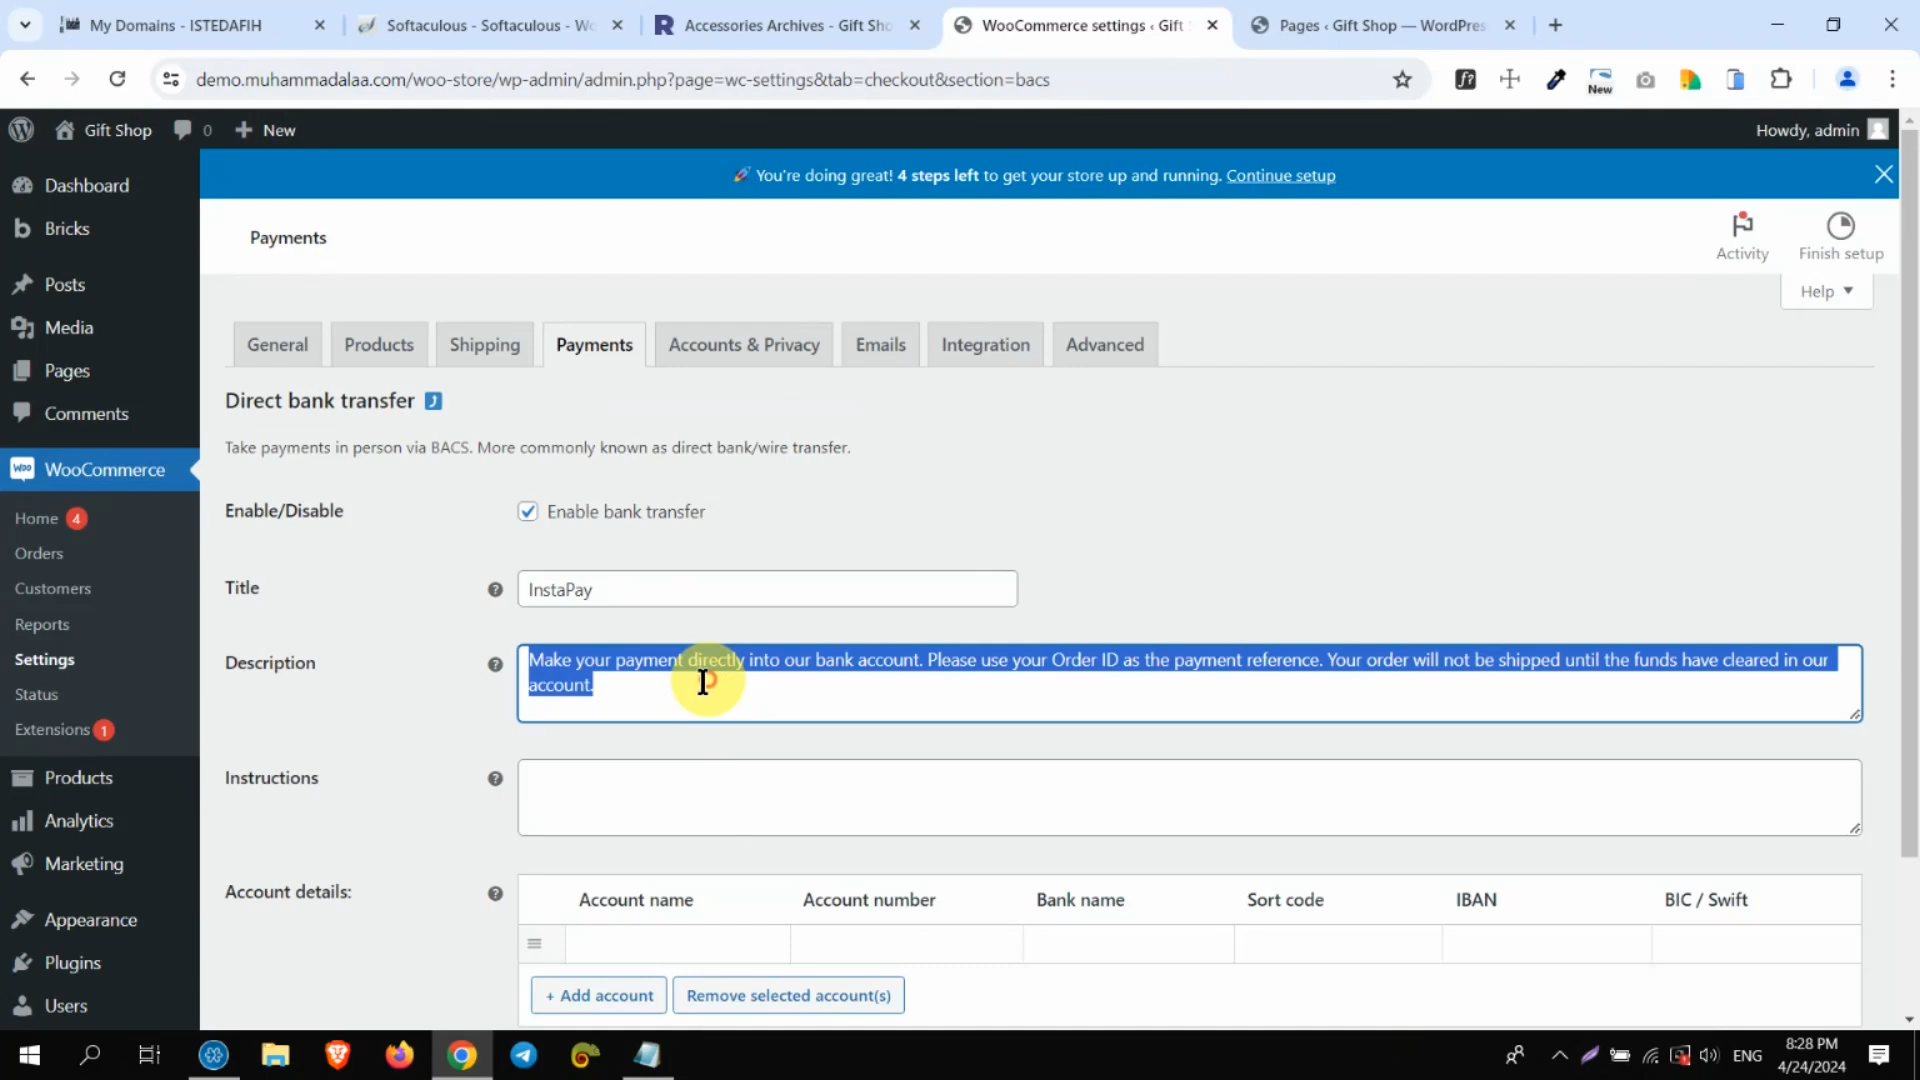 My Domains - ISTEDAFIH
Softaculous - Softaculous - Wo
Accessories Archives - Gift Sho
WooCommerce settings ‹ Gift S
Pages ‹ Gift Shop — WordPres
demo.muhammadalaa.com/woo-store/wp-admin/admin.php?page=wc-settings&tab=checkout&section=bacs
New
Gift Shop
0
New
Howdy, admin
You're doing great! 4 steps left to get your store up and running. Continue setup
Dashboard
Bricks
Posts
Media
Pages
Comments
WooCommerce
Home 4
Orders
Customers
Reports
Settings
Status
Extensions 1
Products
Analytics
Marketing
Appearance
Plugins
Users
Payments
Activity
Finish setup
Help
General
Products
Shipping
Payments
Accounts & Privacy
Emails
Integration
Advanced
Direct bank transfer
Take payments in person via BACS. More commonly known as direct bank/wire transfer.
Enable/Disable
Enable bank transfer
Title
InstaPay
Description
Make your payment directly into our bank account. Please use your Order ID as the payment reference. Your order will not be shipped until the funds have cleared in our
account.
Instructions
Account details:
Account name
Account number
Bank name
Sort code
IBAN
BIC / Swift
+ Add account
Remove selected account(s)
ENG
8:28 PM
4/24/2024